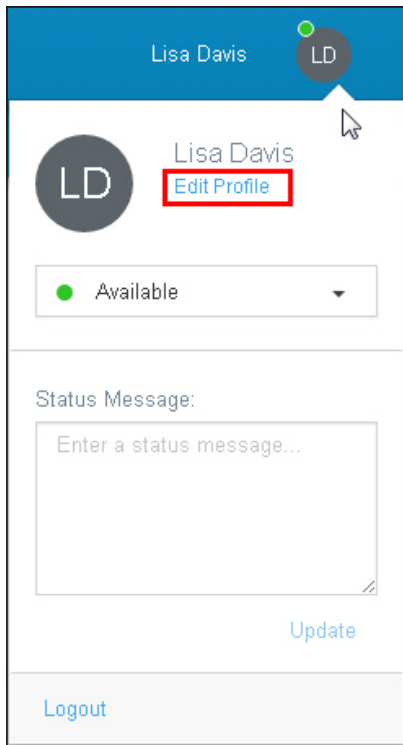 Lisa Davis
LD
LD
Lisa Davis
Edit Profile
Available
Status Message:
Enter a status message...
Update
Logout